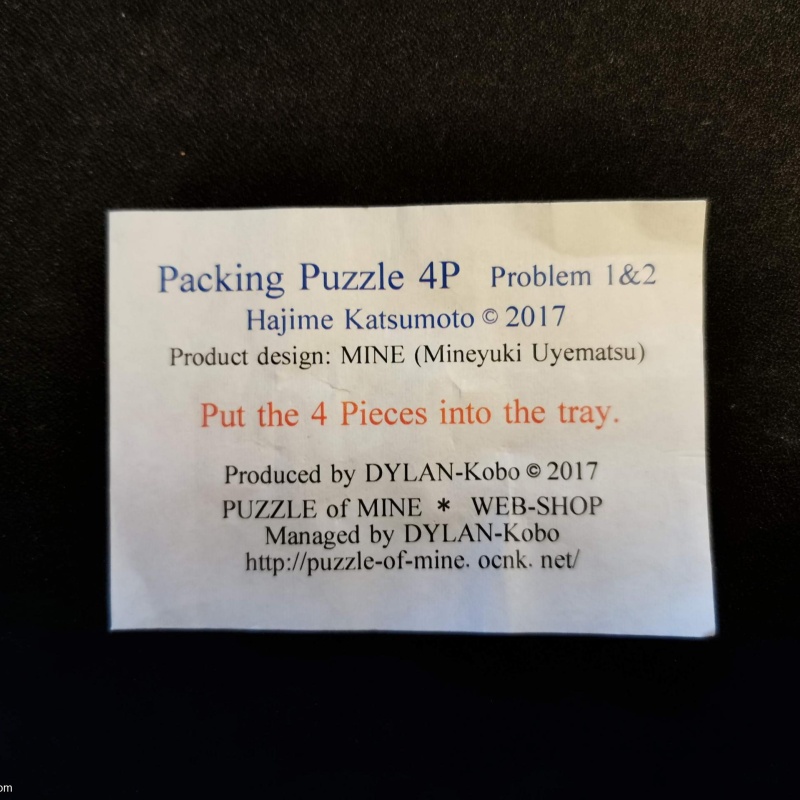 Packing Puzzle 4P Problem 1&2
Hajime Katsumoto © 2017
Product design: MINE (Mineyuki Uyematsu)
Put the 4 Pieces into the tray.
Produced by DYLAN-Kobo © 2017
PUZZLE of MINE * WEB-SHOP
Managed by DYLAN-Kobo
http://puzzle-of-mine. ocnk. net/
om